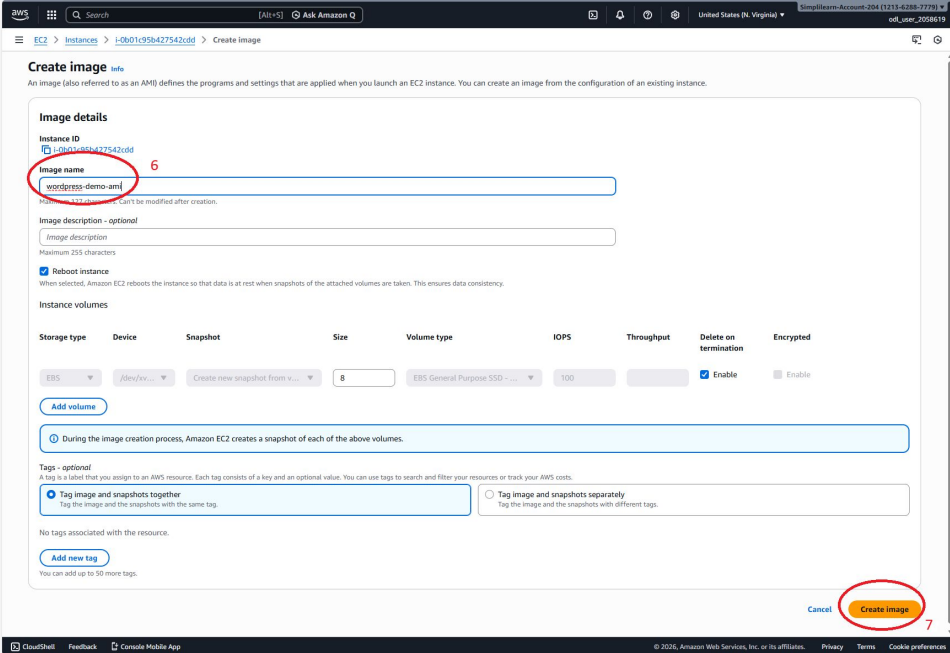 aws
Search [Alt+S] Ask Amazon Q United States (N. Virginia) Simplilearn-Account-204 (1213-6288-7779)
odl_user_2058619
EC2 > Instances > i-0b01c95b427542cdd > Create image
Create image Info
An image (also referred to as an AMI) defines the programs and settings that are applied when you launch an EC2 instance. You can create an image from the configuration of an existing instance.
Image details
Instance ID
i-0b01c95b427542cdd
6
Image name
wordpress-demo-ami
Maximum 127 characters. Can't be modified after creation.
Image description - optional
Image description
Maximum 255 characters
Reboot instance
When selected, Amazon EC2 reboots the instance so that data is at rest when snapshots of the attached volumes are taken. This ensures data consistency.
Instance volumes
Storage type Device Snapshot Size Volume type IOPS Throughput Delete on termination Encrypted
EBS /dev/xv... Create new snapshot from v... 8 EBS General Purpose SSD - ... 100 Enable Enable
Add volume
During the image creation process, Amazon EC2 creates a snapshot of each of the above volumes.
Tags - optional
A tag is a label that you assign to an AWS resource. Each tag consists of a key and an optional value. You can use tags to search and filter your resources or track your AWS costs.
Tag image and snapshots together Tag image and snapshots separately
Tag the image and the snapshots with the same tag. Tag the image and the snapshots with different tags.
No tags associated with the resource.
Add new tag
You can add up to 50 more tags.
Cancel Create image
7
CloudShell Feedback Console Mobile App © 2026, Amazon Web Services, Inc. or its affiliates. Privacy Terms Cookie preferences